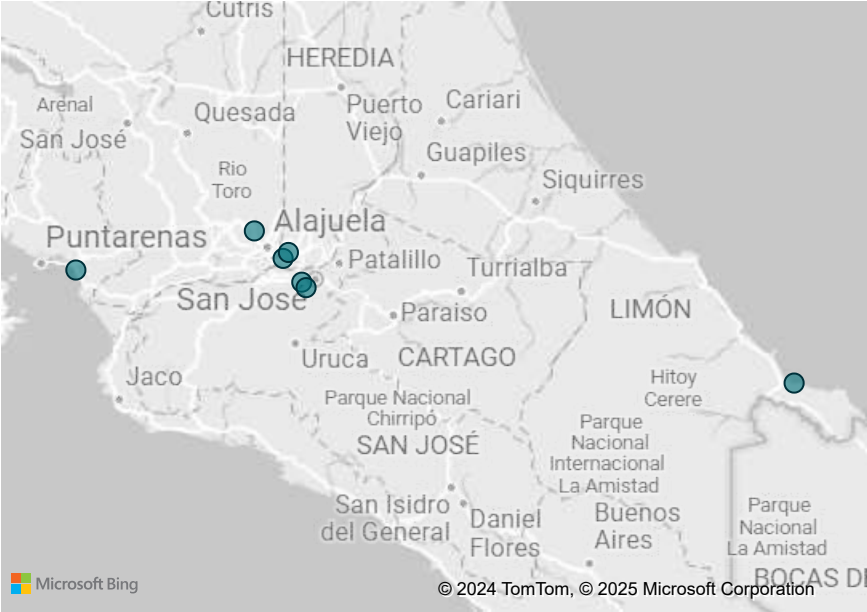 Cutris
HEREDIA
Arenal
Puerto
Viejo
Cariari
Quesada
San José
Guapiles
Rio
Toro
Siquirres
Alajuela
Puntarenas
Patalillo
Turrialba
San José
Paraiso
LIMÓN
Uruca
CARTAGO
Jaco
Hitoy
Cerere
Parque Nacional
Chirripó
Parque
Nacional
Internacional
La Amistad
SAN JOSÉ
San Isidro
del General
Daniel
Flores
Buenos
Aires
Parque
Nacional
La Amistad
BOCAS DE
Microsoft Bing
© 2024 TomTom, © 2025 Microsoft Corporation